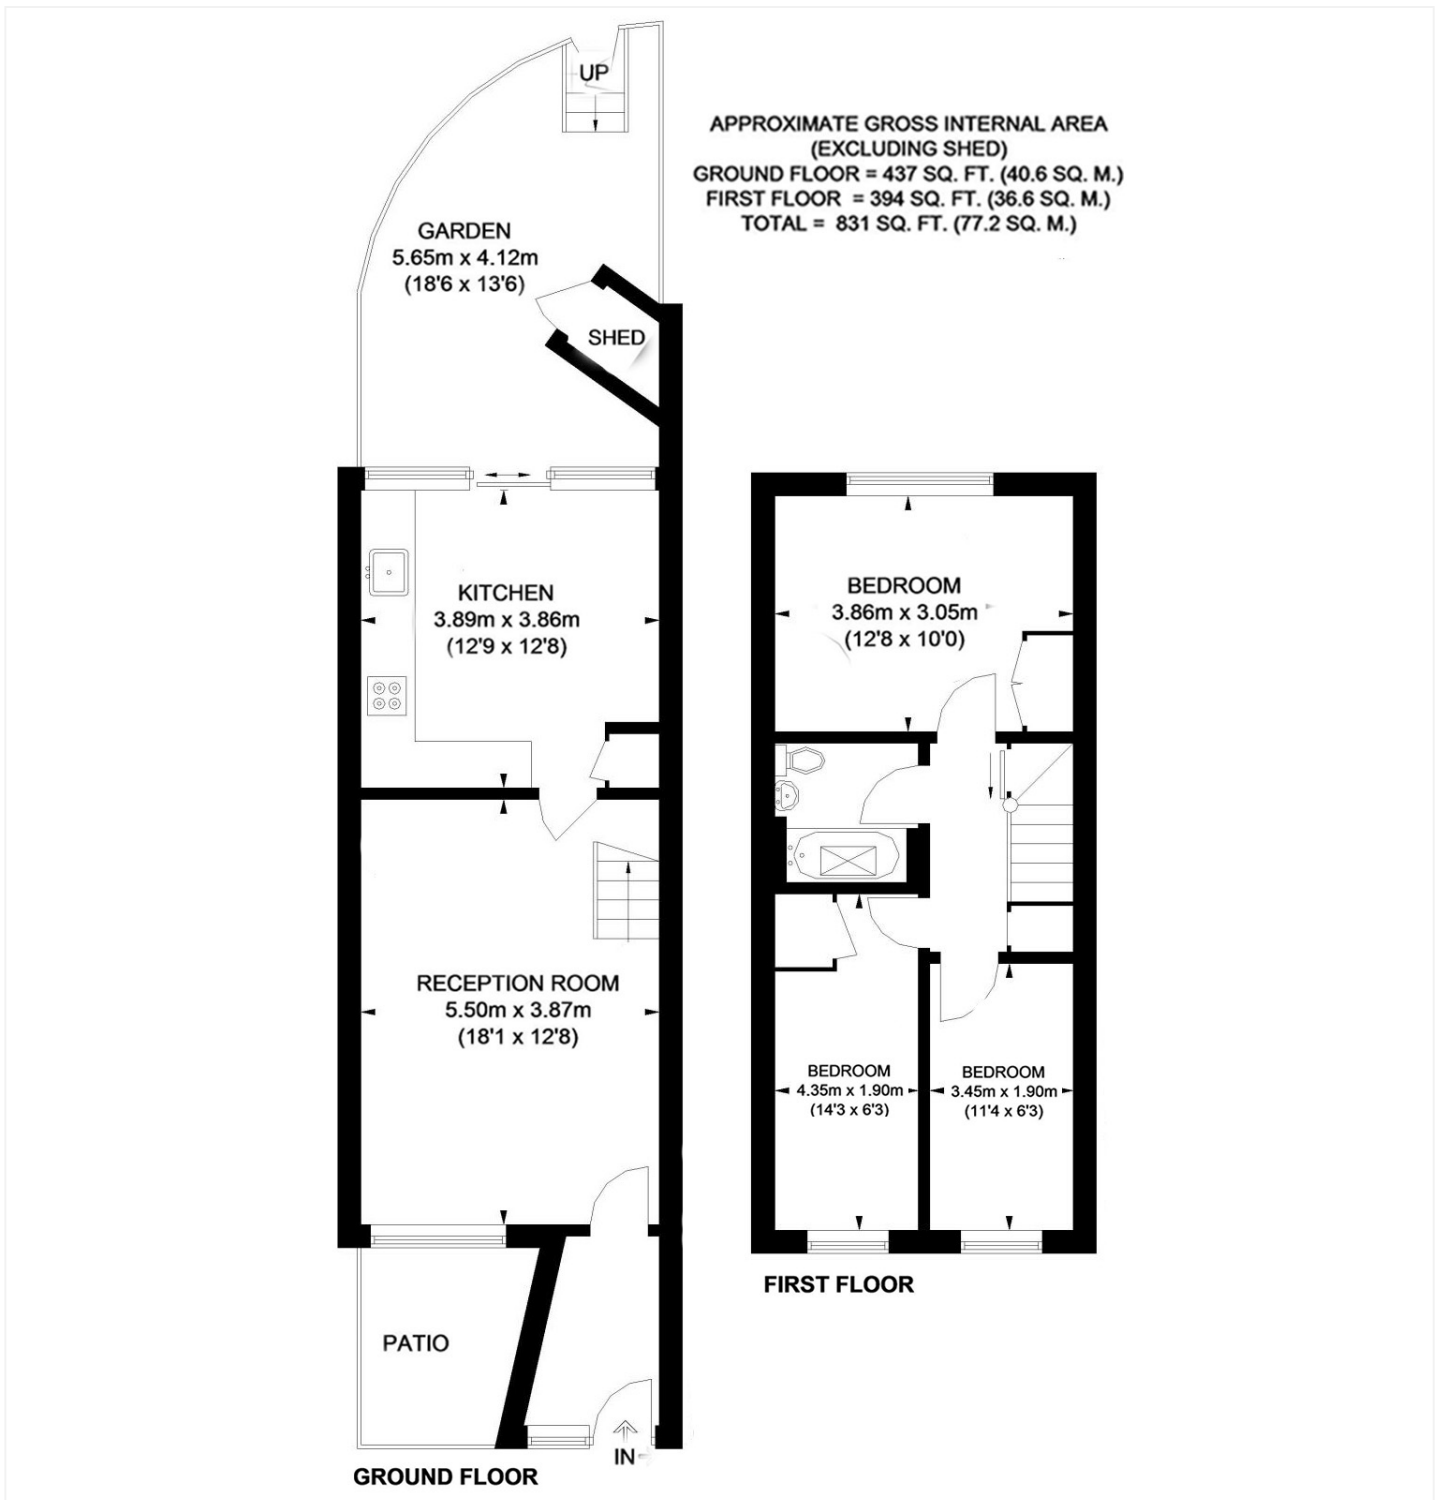 UP
APPROXIMATE GROSS INTERNAL AREA
(EXCLUDING SHED)
GROUND FLOOR = 437 SQ. FT. (40.6 SQ. M.)
FIRST FLOOR = 394 SQ. FT. (36.6 SQ. M.)
TOTAL = 831 SQ. FT. (77.2 SQ. M.)
GARDEN
5.65m x 4.12m
(18'6 x 13'6)
SHED
KITCHEN
3.89m x 3.86m
(12'9 x 12'8)
RECEPTION ROOM
5.50m x 3.87m
(18'1 x 12'8)
PATIO
IN
GROUND FLOOR
BEDROOM
3.86m x 3.05m
(12'8 x 10'0)
BEDROOM
4.35m x 1.90m
(14'3 x 6'3)
BEDROOM
3.45m x 1.90m
(11'4 x 6'3)
FIRST FLOOR